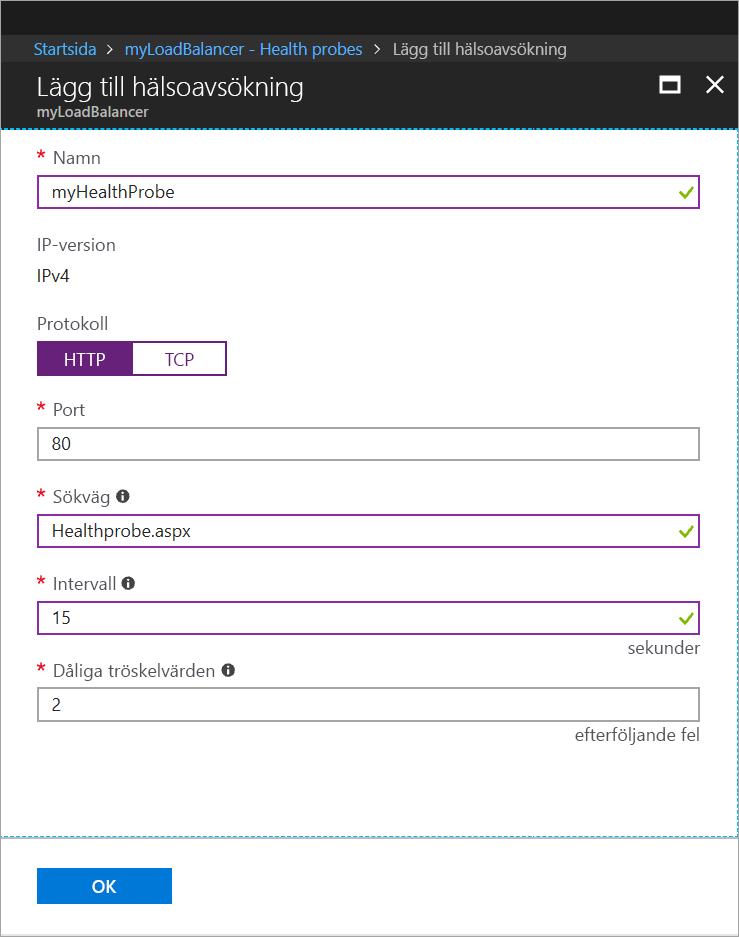 Startsida > myLoadBalancer - Health probes > Lägg till hälsoavsökning
Lägg till hälsoavsökning
myLoadBalancer
* Namn
myHealthProbe
IP-version
IPv4
Protokoll
HTTP TCP
* Port
80
* Sökväg
Healthprobe.aspx
* Intervall
15
sekunder
* Dåliga tröskelvärden
2
efterföljande fel
OK